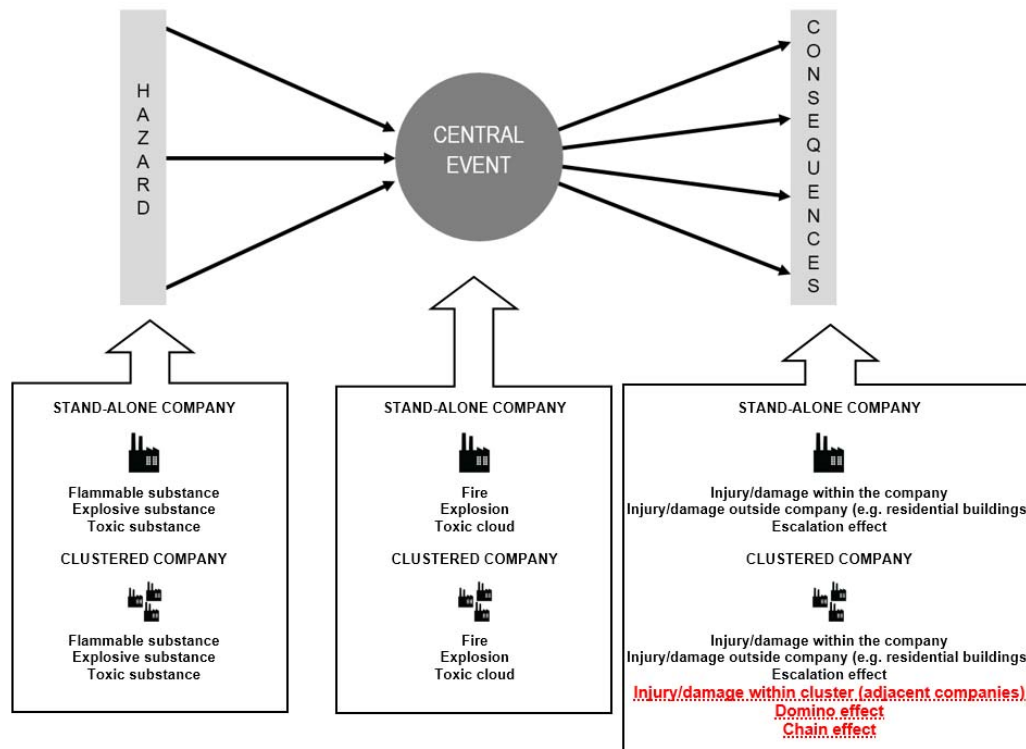 HAZARD
CENTRAL
EVENT
CONSEQUENCES
STAND-ALONE COMPANY
Flammable substance
Explosive substance
Toxic substance
CLUSTERED COMPANY
Flammable substance
Explosive substance
Toxic substance
STAND-ALONE COMPANY
Fire
Explosion
Toxic cloud
CLUSTERED COMPANY
Fire
Explosion
Toxic cloud
STAND-ALONE COMPANY
Injury/damage within the company
Injury/damage outside company (e.g. residential buildings
Escalation effect
CLUSTERED COMPANY
Injury/damage within the company
Injury/damage outside company (e.g. residential buildings
Escalation effect
Injury/damage within cluster (adjacent companies)
Domino effect
Chain effect